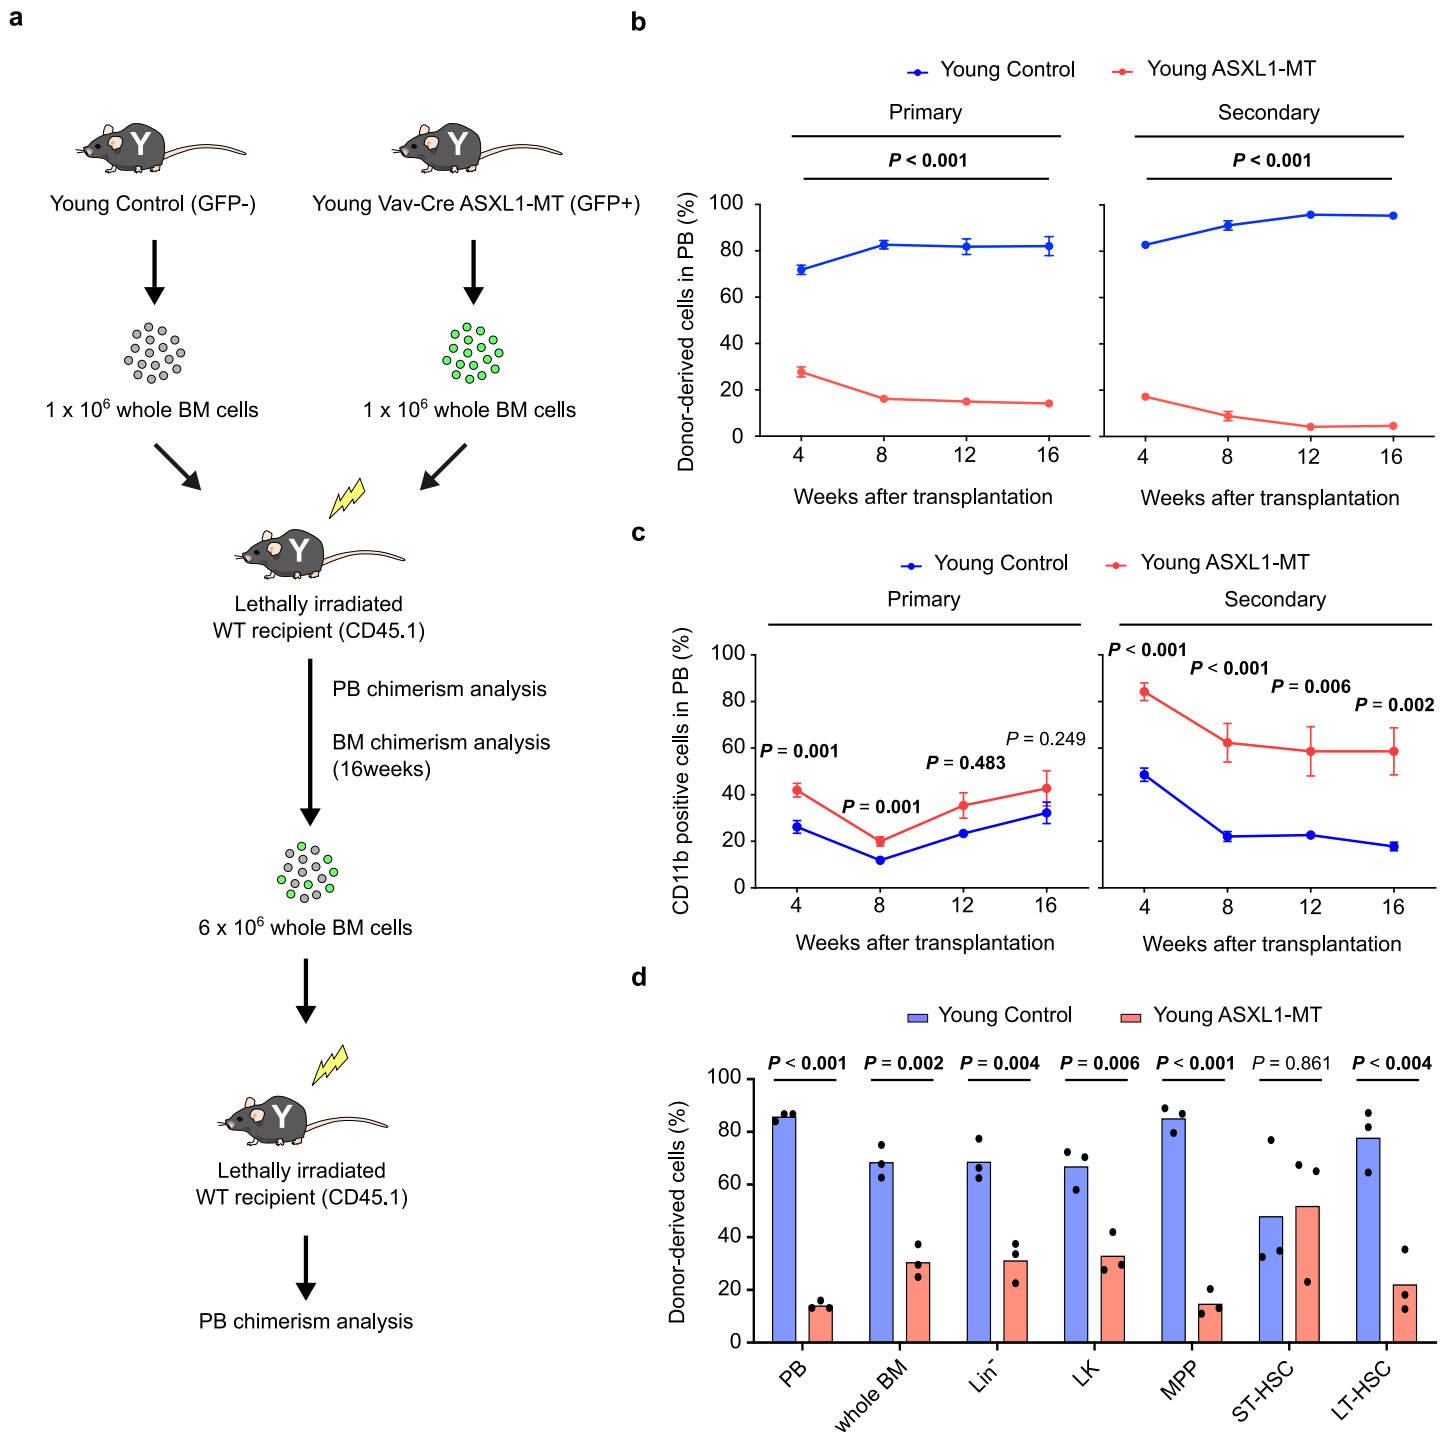 a
Y
Y
Young Control (GFP-)
Young Vav-Cre ASXL1-MT (GFP+)
1 x 10⁶ whole BM cells
1 x 10⁶ whole BM cells
Y
Lethally irradiated
WT recipient (CD45.1)
PB chimerism analysis
BM chimerism analysis
(16weeks)
6 x 10⁶ whole BM cells
Y
Lethally irradiated
WT recipient (CD45.1)
PB chimerism analysis
b
Young Control
Young ASXL1-MT
Primary
Secondary
P < 0.001
P < 0.001
Donor-derived cells in PB (%)
100
80
60
40
20
0
4 8 12 16
4 8 12 16
Weeks after transplantation
Weeks after transplantation
c
Young Control
Young ASXL1-MT
Primary
Secondary
CD11b positive cells in PB (%)
100
80
60
40
20
0
P = 0.001
P = 0.001
P = 0.483
P = 0.249
P < 0.001
P < 0.001
P = 0.006
P = 0.002
4 8 12 16
4 8 12 16
Weeks after transplantation
Weeks after transplantation
d
Young Control
Young ASXL1-MT
P < 0.001 P = 0.002 P = 0.004 P = 0.006 P < 0.001 P = 0.861 P < 0.004
Donor-derived cells (%)
100
80
60
40
20
0
PB
whole BM
Lin⁻
LK
MPP
ST-HSC
LT-HSC